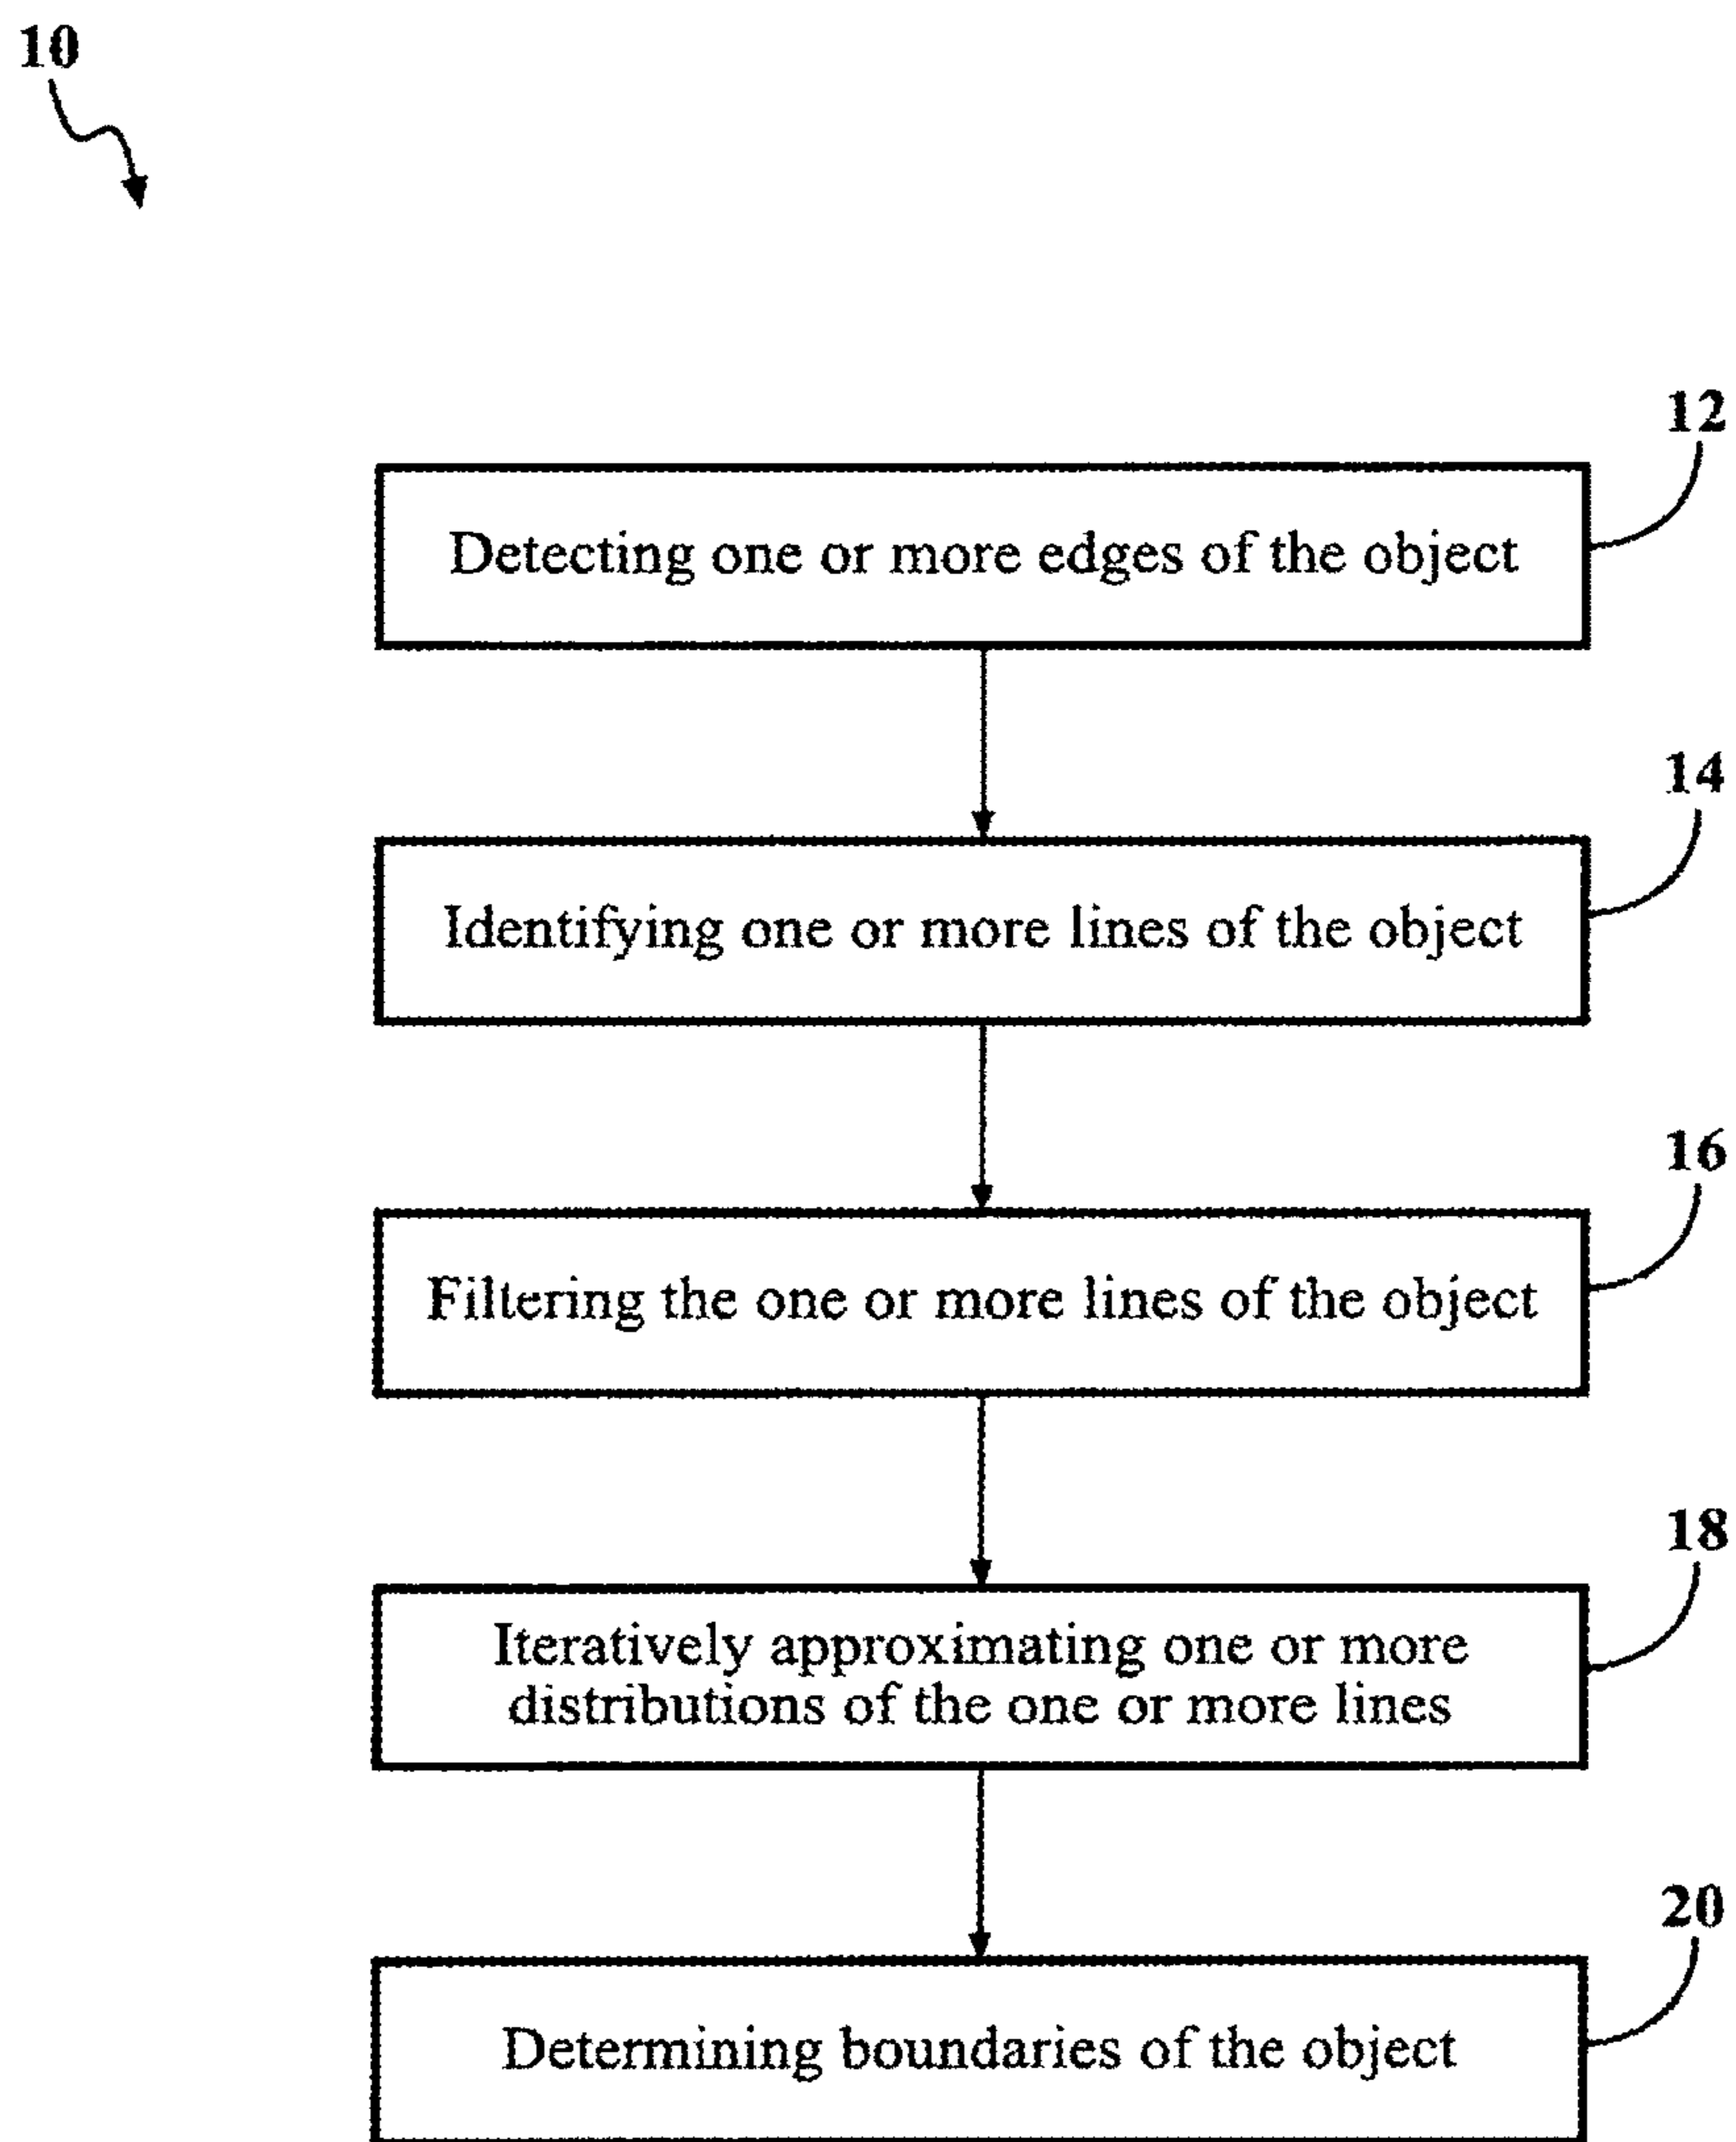 10
12
Detecting one or more edges of the object
14
Identifying one or more lines of the object
16
Filtering the one or more lines of the object
18
Iteratively approximating one or more
distributions of the one or more lines
20
Determining boundaries of the object